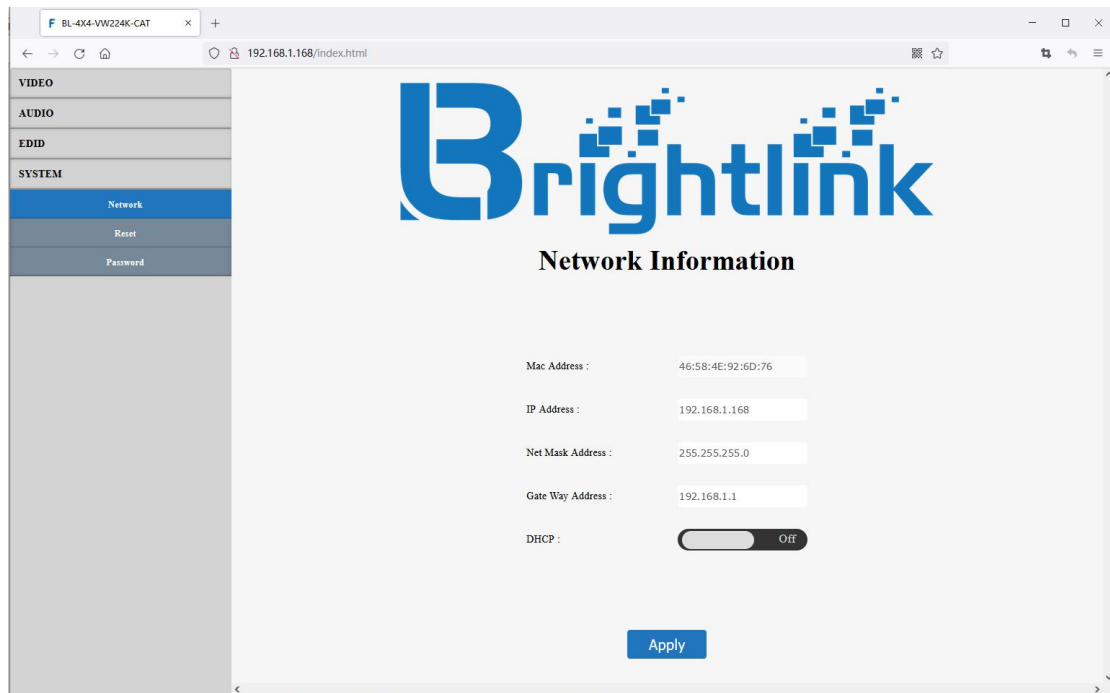 BL-4X4-VW224K-CAT
192.168.1.168/index.html
VIDEO
AUDIO
EDID
SYSTEM
Network
Reset
Password
Brightlink
Network Information
Mac Address : 46:58:4E:92:6D:76
IP Address : 192.168.1.168
Net Mask Address : 255.255.255.0
Gate Way Address : 192.168.1.1
DHCP : Off
Apply